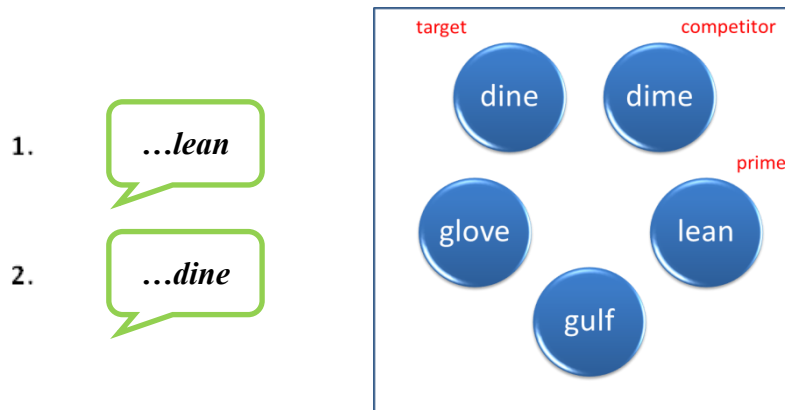 1.
…lean
2.
…dine
target
competitor
dine
dime
prime
glove
lean
gulf